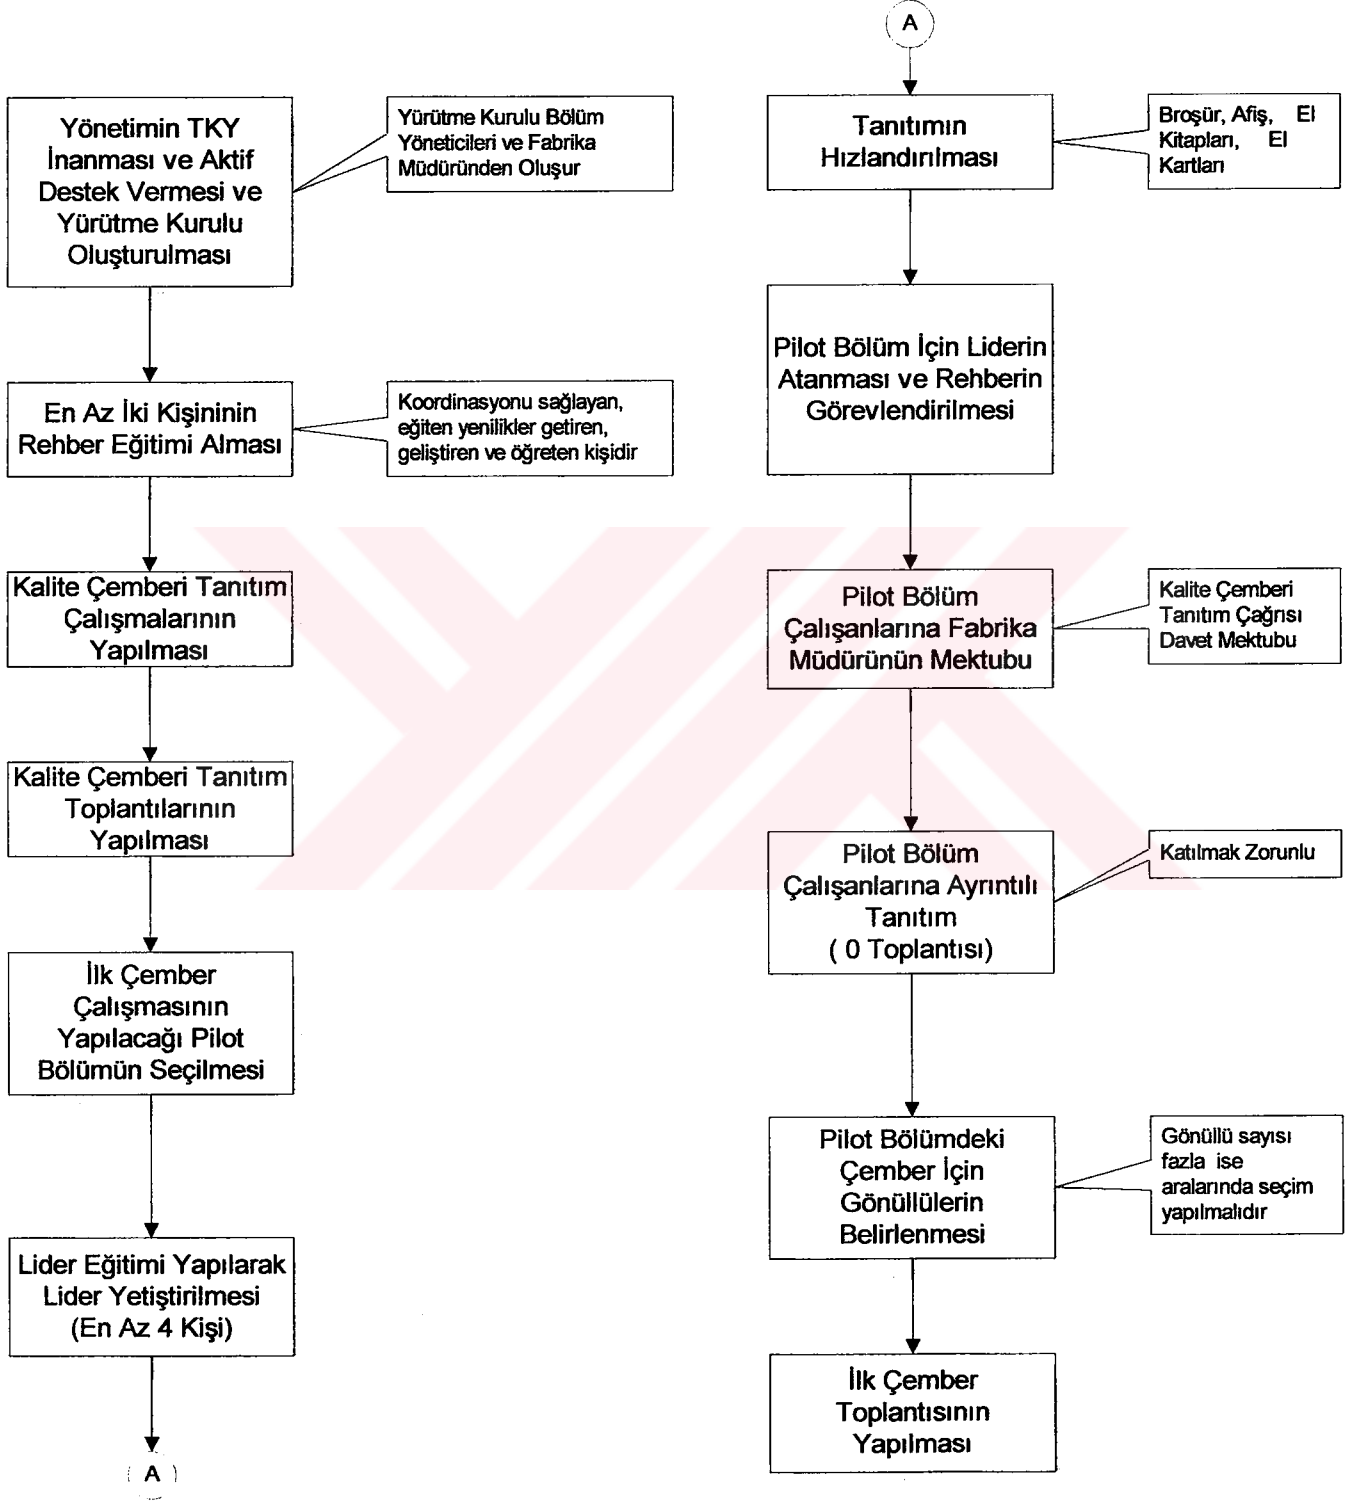 Yönetimin TKY
İnanması ve Aktif
Destek Vermesi ve
Yürütme Kurulu
Oluşturulması
Yürütme Kurulu Bölüm
Yöneticileri ve Fabrika
Müdüründen Oluşur
En Az İki Kişininin
Rehber Eğitimi Alması
Koordinasyonu sağlayan,
eğiten yenilikler getiren,
geliştiren ve öğreten kişidir
Kalite Çemberi Tanıtım
Çalışmalarının
Yapılması
Kalite Çemberi Tanıtım
Toplantılarının
Yapılması
İlk Çember
Çalışmasının
Yapılacağı Pilot
Bölümün Seçilmesi
Lider Eğitimi Yapılarak
Lider Yetiştirilmesi
(En Az 4 Kişi)
A
A
Tanıtımın
Hızlandırılması
Broşür, Afiş, El
Kitapları, El
Kartları
Pilot Bölüm İçin Liderin
Atanması ve Rehberin
Görevlendirilmesi
Pilot Bölüm
Çalışanlarına Fabrika
Müdürünün Mektubu
Kalite Çemberi
Tanıtım Çağrısı
Davet Mektubu
Pilot Bölüm
Çalışanlarına Ayrıntılı
Tanıtım
( 0 Toplantısı)
Katılmak Zorunlu
Pilot Bölümdeki
Çember İçin
Gönüllülerin
Belirlenmesi
Gönüllü sayısı
fazla ise
aralarında seçim
yapılmalıdır
İlk Çember
Toplantısının
Yapılması